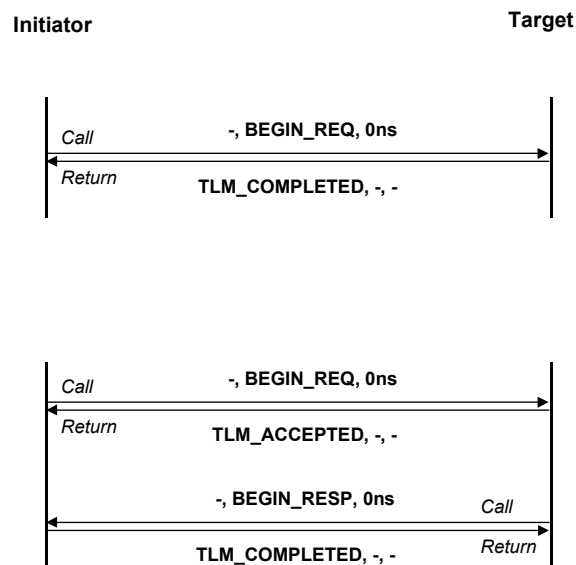 Initiator Target
Call -, BEGIN_REQ, 0ns
Return TLM_COMPLETED, -, -
Call -, BEGIN_REQ, 0ns
Return TLM_ACCEPTED, -, -
-, BEGIN_RESP, 0ns Call
TLM_COMPLETED, -, - Return